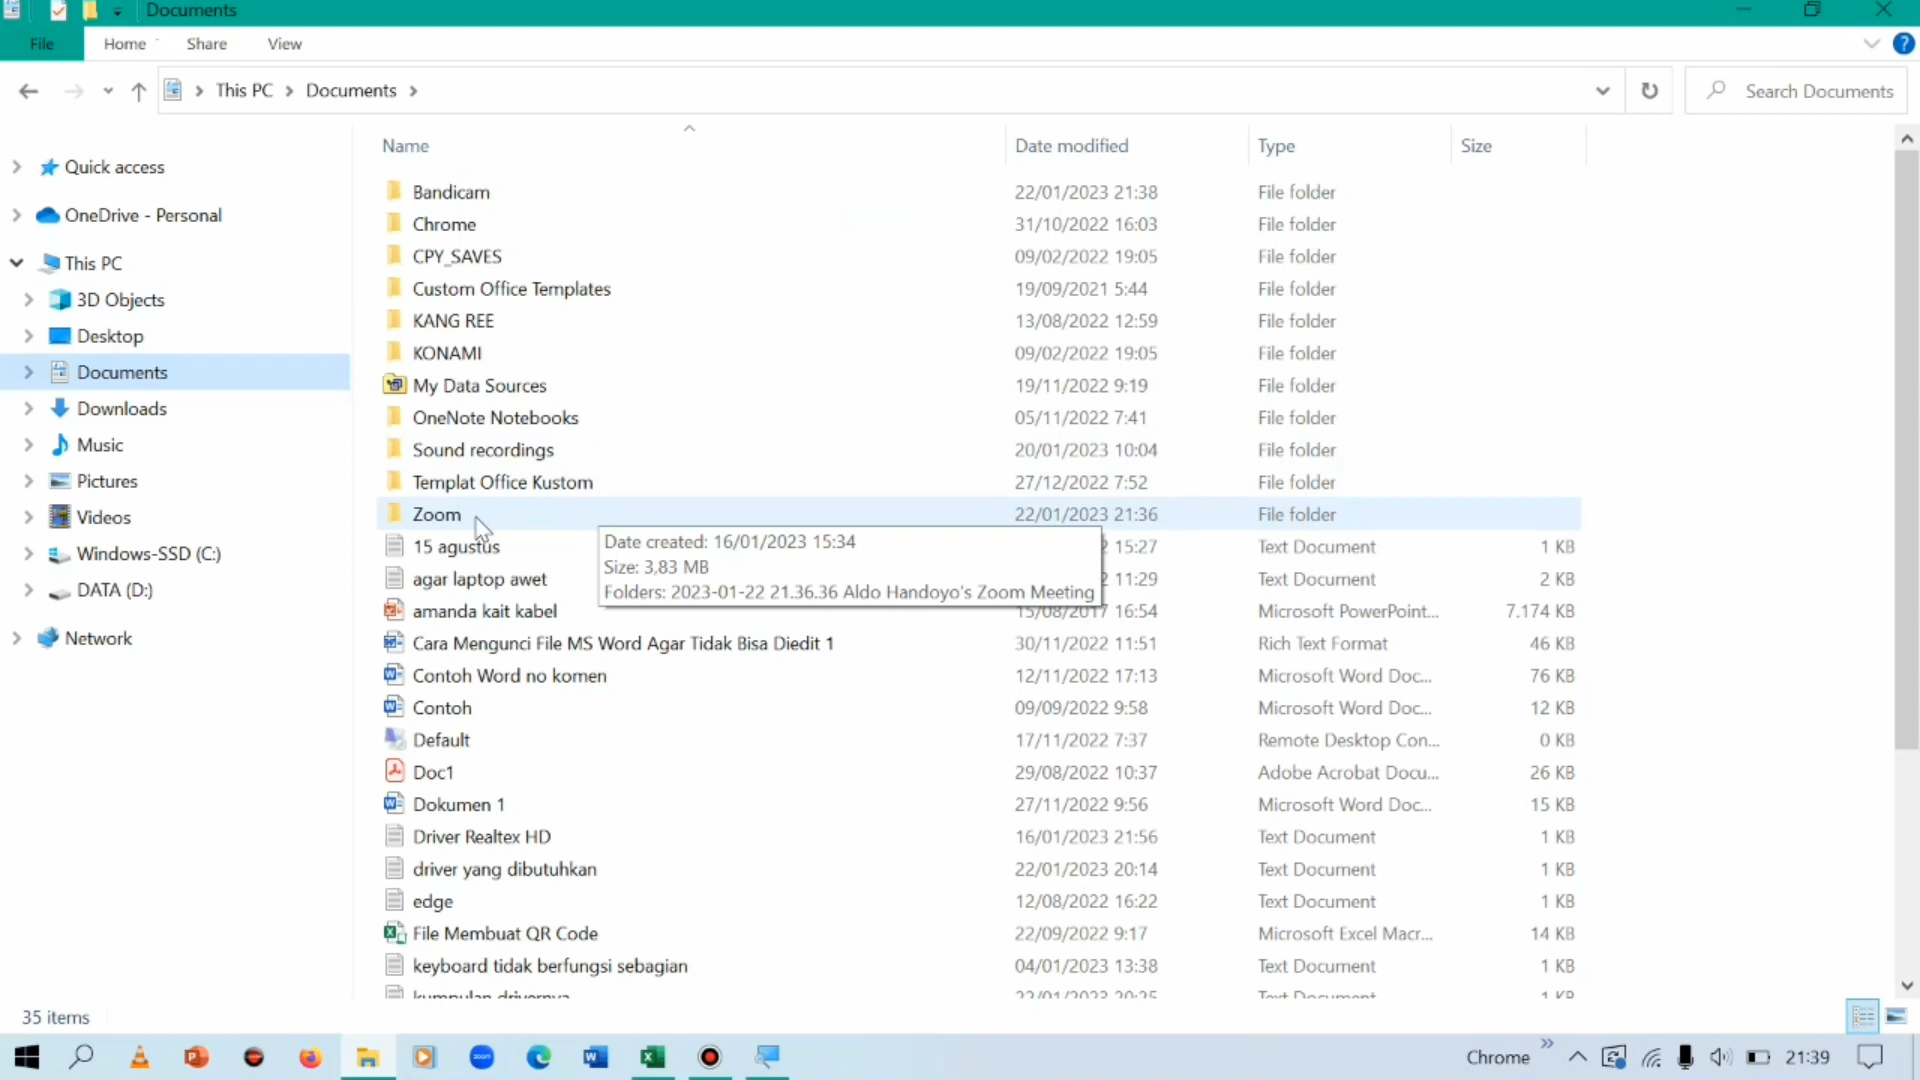 Documents
File Home Share View
This PC Documents
Search Documents
Name Date modified Type Size
Quick access
OneDrive - Personal
This PC
3D Objects
Desktop
Documents
Downloads
Music
Pictures
Videos
Windows-SSD (C:)
DATA (D:)
Network
Bandicam 22/01/2023 21:38 File folder
Chrome 31/10/2022 16:03 File folder
CPY_SAVES 09/02/2022 19:05 File folder
Custom Office Templates 19/09/2021 5:44 File folder
KANG REE 13/08/2022 12:59 File folder
KONAMI 09/02/2022 19:05 File folder
My Data Sources 19/11/2022 9:19 File folder
OneNote Notebooks 05/11/2022 7:41 File folder
Sound recordings 20/01/2023 10:04 File folder
Templat Office Kustom 27/12/2022 7:52 File folder
Zoom 22/01/2023 21:36 File folder
15 agustus 15:27 Text Document 1 KB
agar laptop awet 11:29 Text Document 2 KB
Date created: 16/01/2023 15:34
Size: 3,83 MB
Folders: 2023-01-22 21.36.36 Aldo Handoyo's Zoom Meeting
amanda kait kabel 15/08/2017 16:54 Microsoft PowerPoint... 7.174 KB
Cara Mengunci File MS Word Agar Tidak Bisa Diedit 1 30/11/2022 11:51 Rich Text Format 46 KB
Contoh Word no komen 12/11/2022 17:13 Microsoft Word Doc... 76 KB
Contoh 09/09/2022 9:58 Microsoft Word Doc... 12 KB
Default 17/11/2022 7:37 Remote Desktop Con... 0 KB
Doc1 29/08/2022 10:37 Adobe Acrobat Docu... 26 KB
Dokumen 1 27/11/2022 9:56 Microsoft Word Doc... 15 KB
Driver Realtex HD 16/01/2023 21:56 Text Document 1 KB
driver yang dibutuhkan 22/01/2023 20:14 Text Document 1 KB
edge 12/08/2022 16:22 Text Document 1 KB
File Membuat QR Code 22/09/2022 9:17 Microsoft Excel Macr... 14 KB
keyboard tidak berfungsi sebagian 04/01/2023 13:38 Text Document 1 KB
kumpulan drivernya 22/01/2023 20:25 Text Document 1 KB
35 items
Chrome 21:39